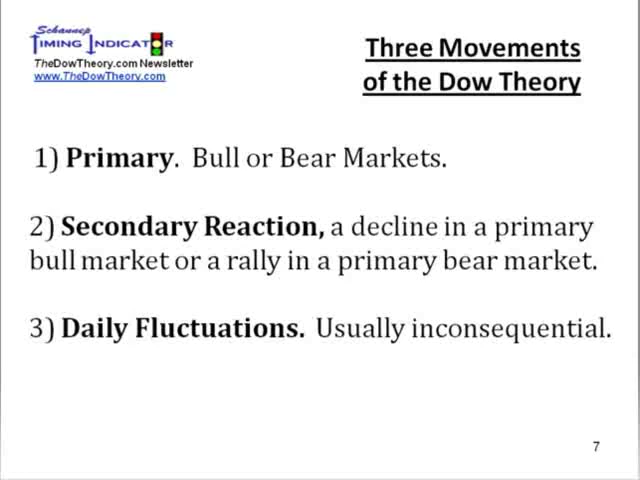 Schannep
TIMING INDICATOR
TheDowTheory.com Newsletter
www.TheDowTheory.com
Three Movements
of the Dow Theory
1) Primary.  Bull or Bear Markets.
2) Secondary Reaction, a decline in a primary
bull market or a rally in a primary bear market.
3) Daily Fluctuations.  Usually inconsequential.
7